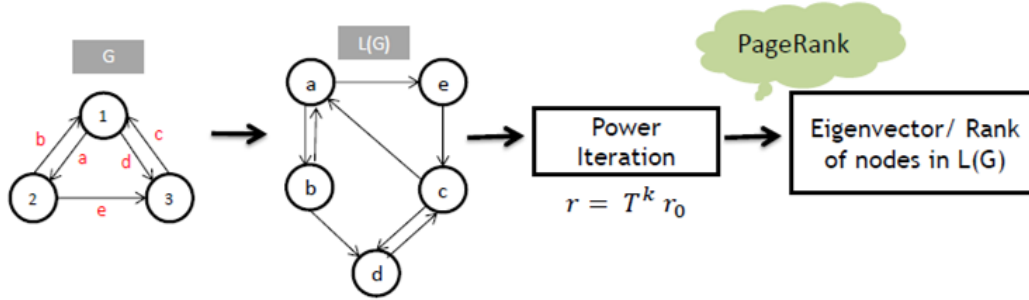 G
1
b
a
d
c
2
e
3
L(G)
a
e
b
c
d
Power
Iteration
r = T^k r_0
PageRank
Eigenvector/ Rank
of nodes in L(G)